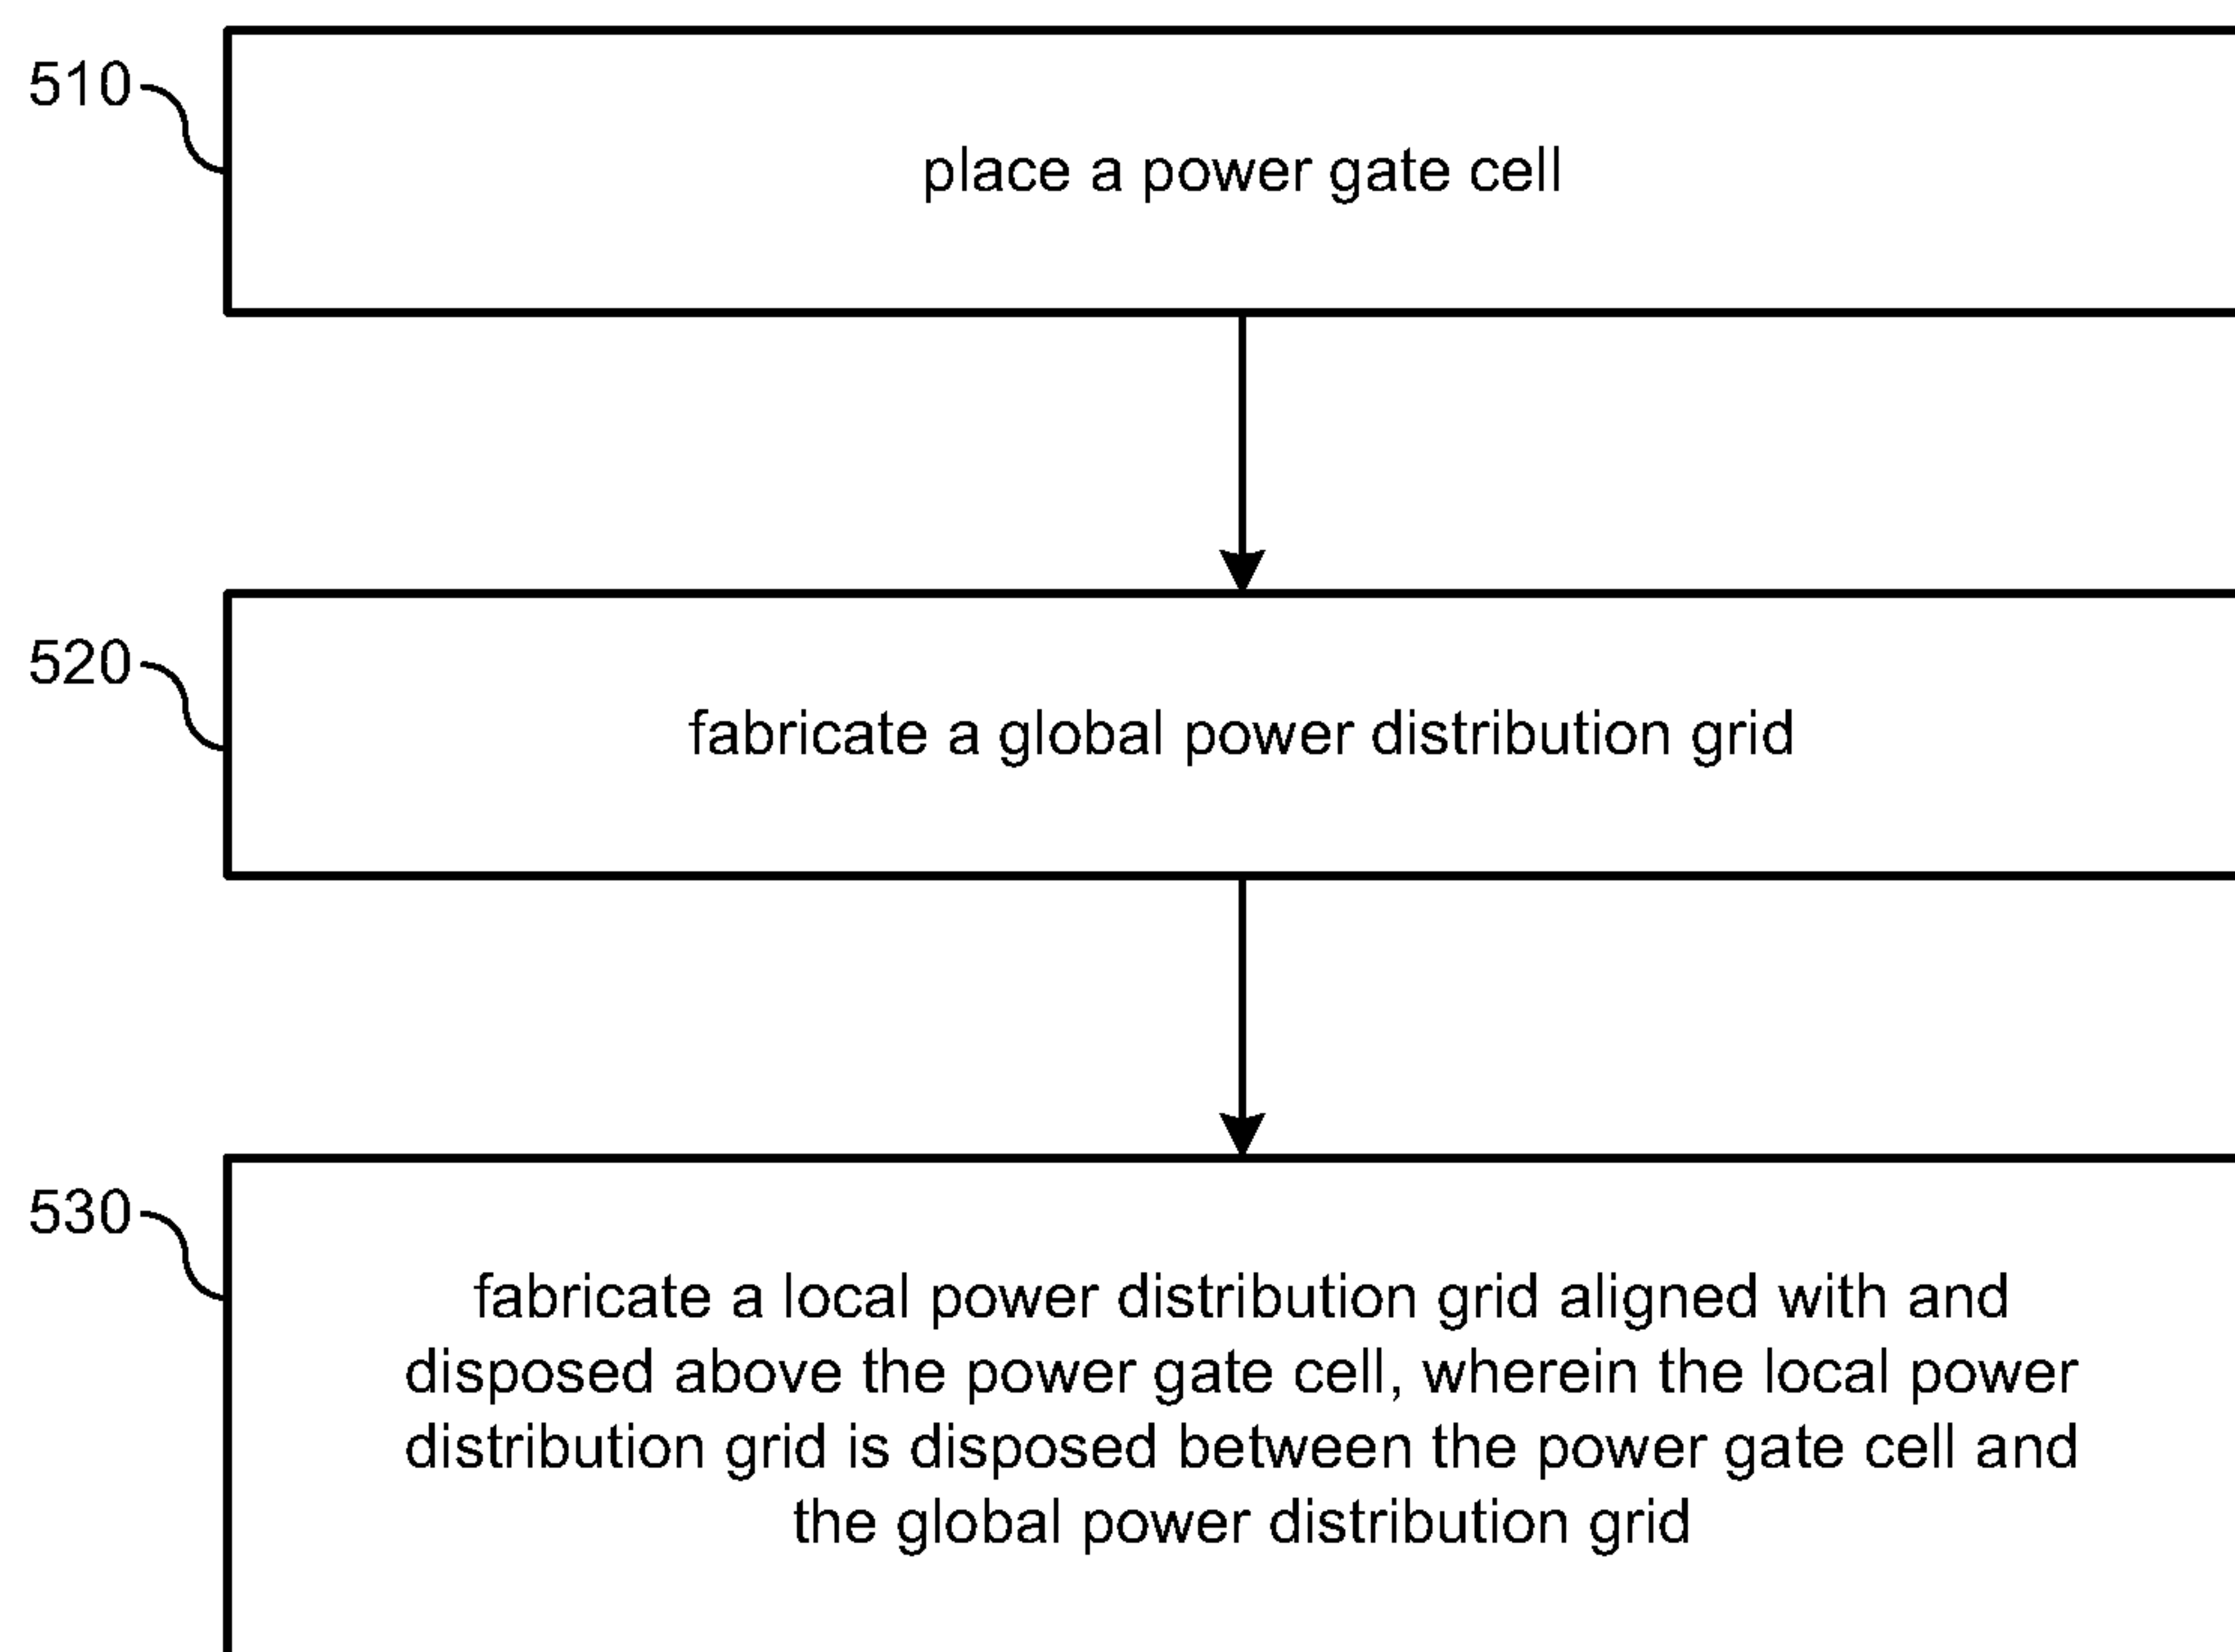 510
place a power gate cell
520
fabricate a global power distribution grid
530
fabricate a local power distribution grid aligned with and
disposed above the power gate cell, wherein the local power
distribution grid is disposed between the power gate cell and
the global power distribution grid